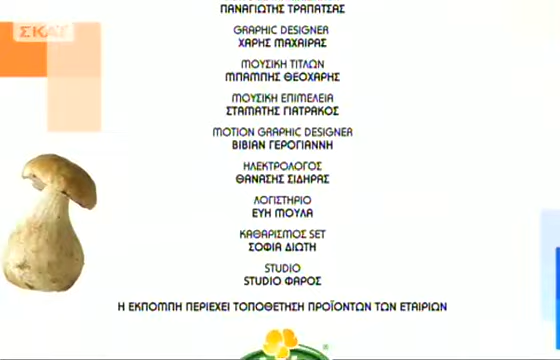 ΣΚΑΪ
ΠΑΝΑΓΙΩΤΗΣ ΤΡΑΠΑΤΣΑΣ
GRAPHIC DESIGNER
ΧΑΡΗΣ ΜΑΧΑΙΡΑΣ
ΜΟΥΣΙΚΗ ΤΙΤΛΩΝ
ΜΠΑΜΠΗΣ ΘΕΟΧΑΡΗΣ
ΜΟΥΣΙΚΗ ΕΠΙΜΕΛΕΙΑ
ΣΤΑΜΑΤΗΣ ΓΙΑΤΡΑΚΟΣ
MOTION GRAPHIC DESIGNER
ΒΙΒΙΑΝ ΓΕΡΟΓΙΑΝΝΗ
ΗΛΕΚΤΡΟΛΟΓΟΣ
ΘΑΝΑΣΗΣ ΣΙΔΗΡΑΣ
ΛΟΓΙΣΤΗΡΙΟ
ΕΥΗ ΜΟΥΛΑ
ΚΑΘΑΡΙΣΜΟΣ SET
ΣΟΦΙΑ ΔΙΩΤΗ
STUDIO
STUDIO ΦΑΡΟΣ
Η ΕΚΠΟΜΠΗ ΠΕΡΙΕΧΕΙ ΤΟΠΟΘΕΤΗΣΗ ΠΡΟΪΟΝΤΩΝ ΤΩΝ ΕΤΑΙΡΙΩΝ